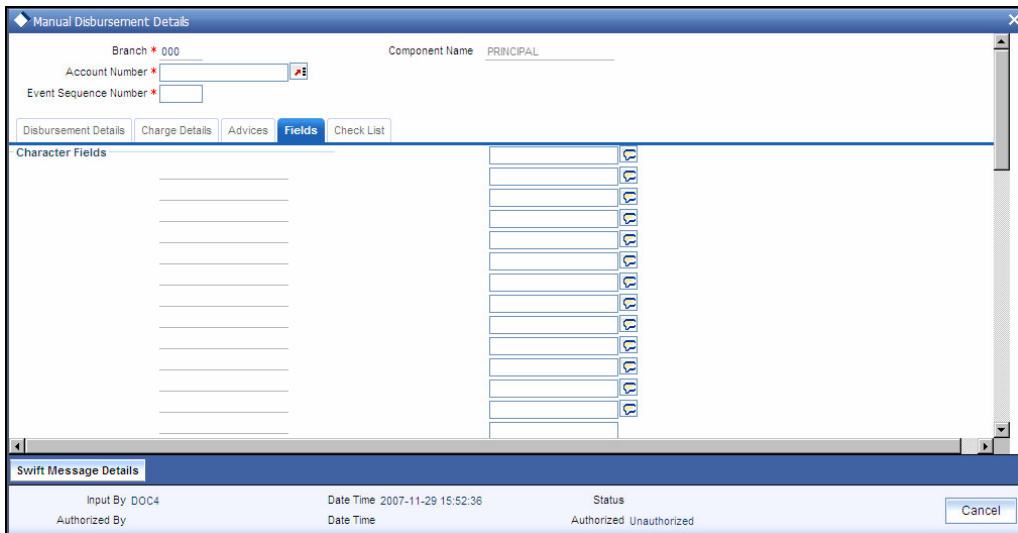 Manual Disbursement Details
Branch * 000 Component Name PRINCIPAL
Account Number *
Event Sequence Number *
Disbursement Details Charge Details Advices Fields Check List
Character Fields
Swift Message Details
Input By DOC4 Date Time 2007-11-29 15:52:36 Status
Authorized By Date Time Authorized Unauthorized
Cancel